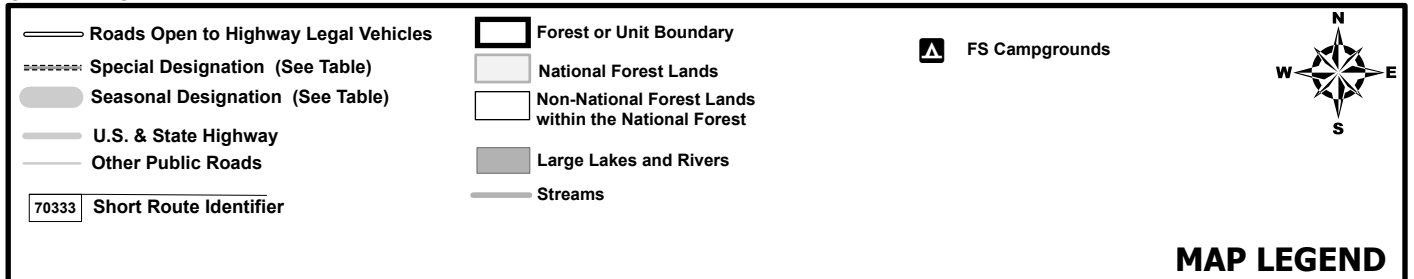 Roads Open to Highway Legal Vehicles
Special Designation (See Table)
Seasonal Designation (See Table)
U.S. & State Highway
Other Public Roads
70333 Short Route Identifier
Forest or Unit Boundary
National Forest Lands
Non-National Forest Lands
within the National Forest
Large Lakes and Rivers
Streams
FS Campgrounds
N
W E
S
MAP LEGEND